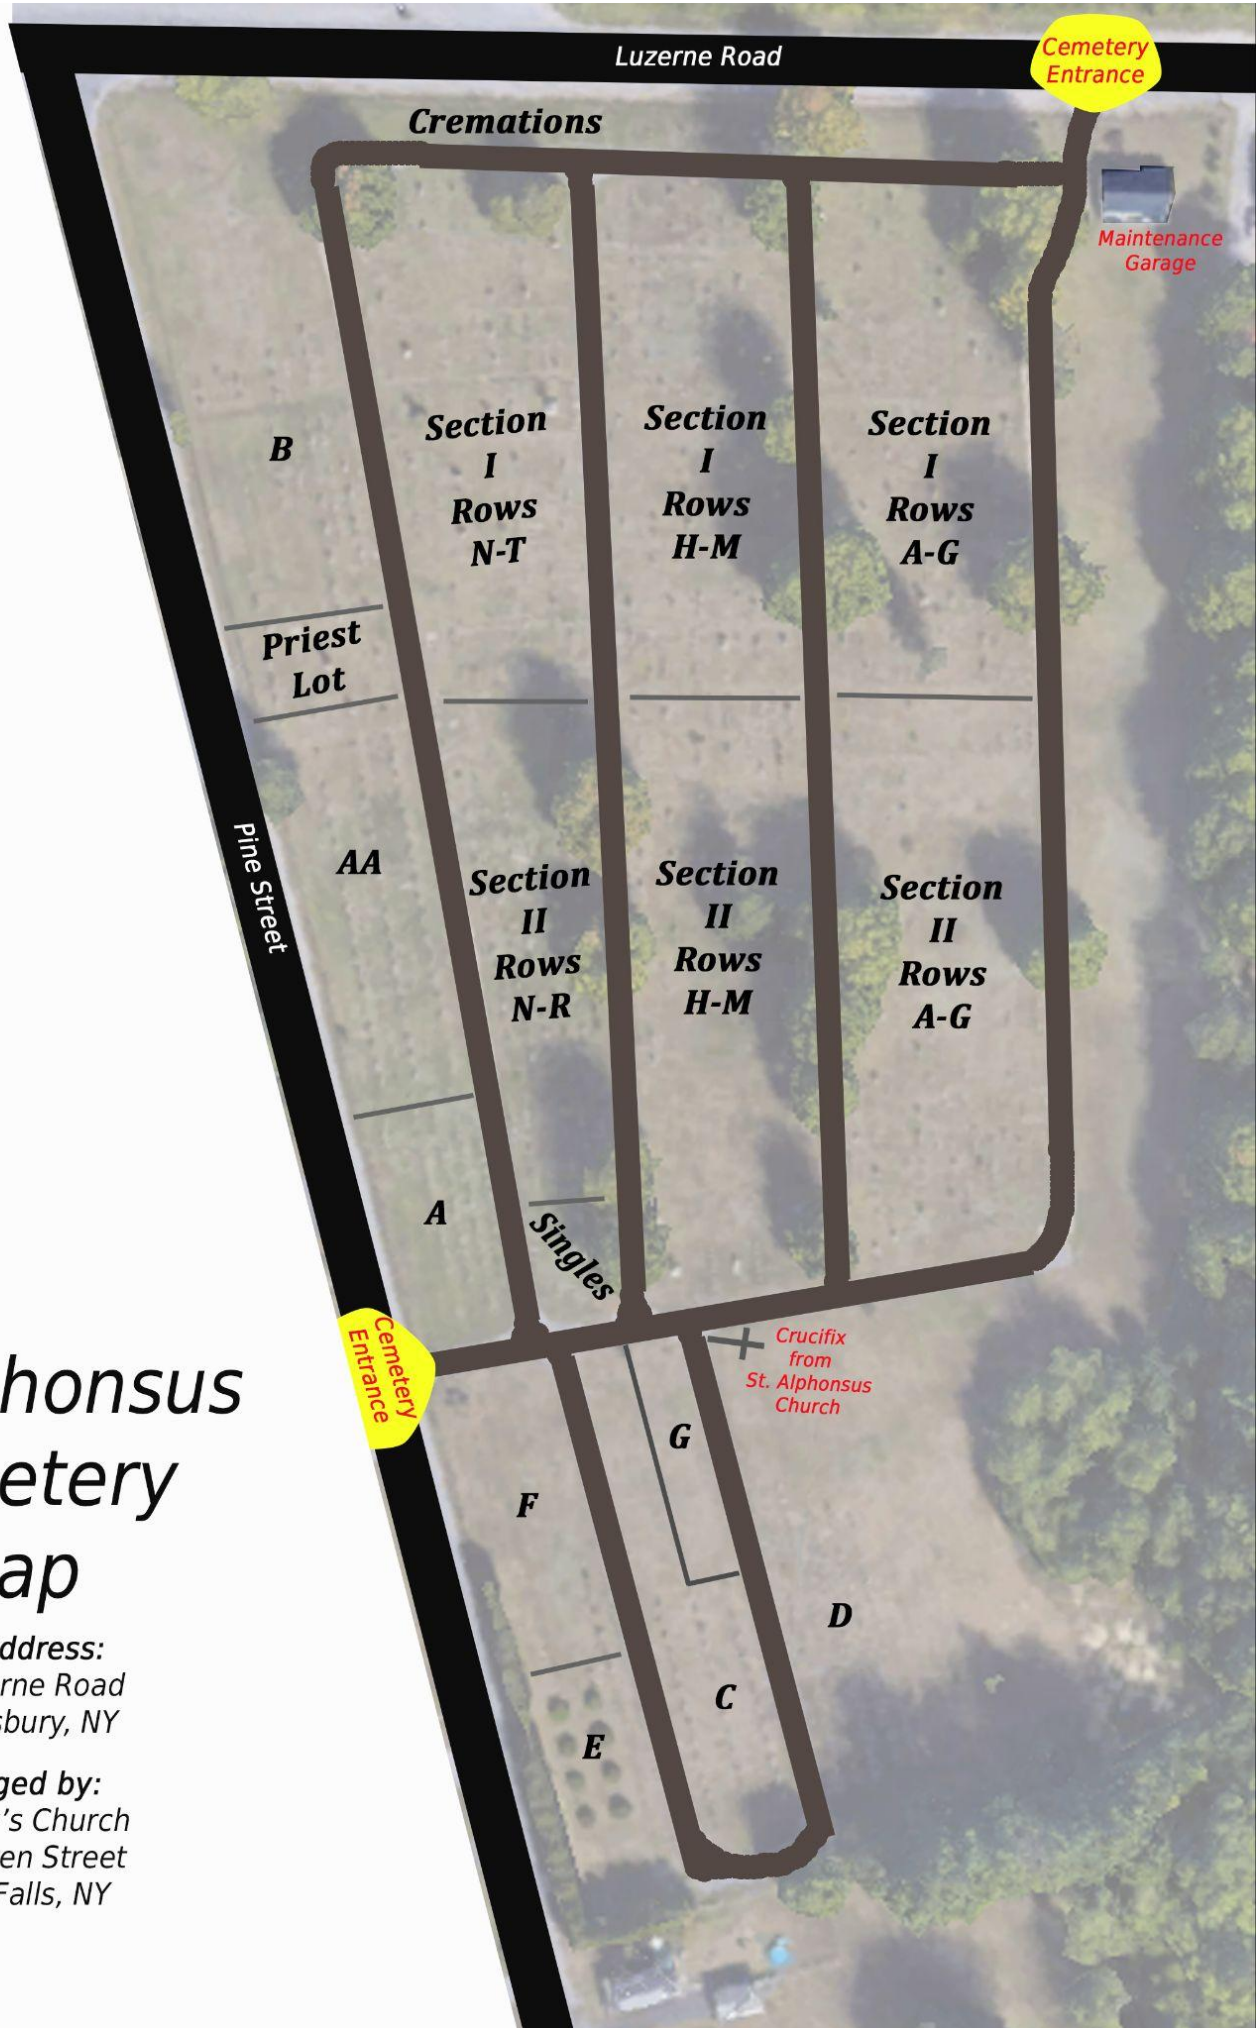 Luzerne Road
Cemetery
Entrance
Cremations
Maintenance
Garage
B
Section
I
Rows
N-T
Section
I
Rows
H-M
Section
I
Rows
A-G
Priest
Lot
Pine Street
AA
Section
II
Rows
N-R
Section
II
Rows
H-M
Section
II
Rows
A-G
A
Singles
Cemetery
Entrance
Crucifix
from
St. Alphonsus
Church
G
F
D
C
E
honsus
etery
ap
ddress:
rne Road
sbury, NY
ged by:
's Church
en Street
Falls, NY